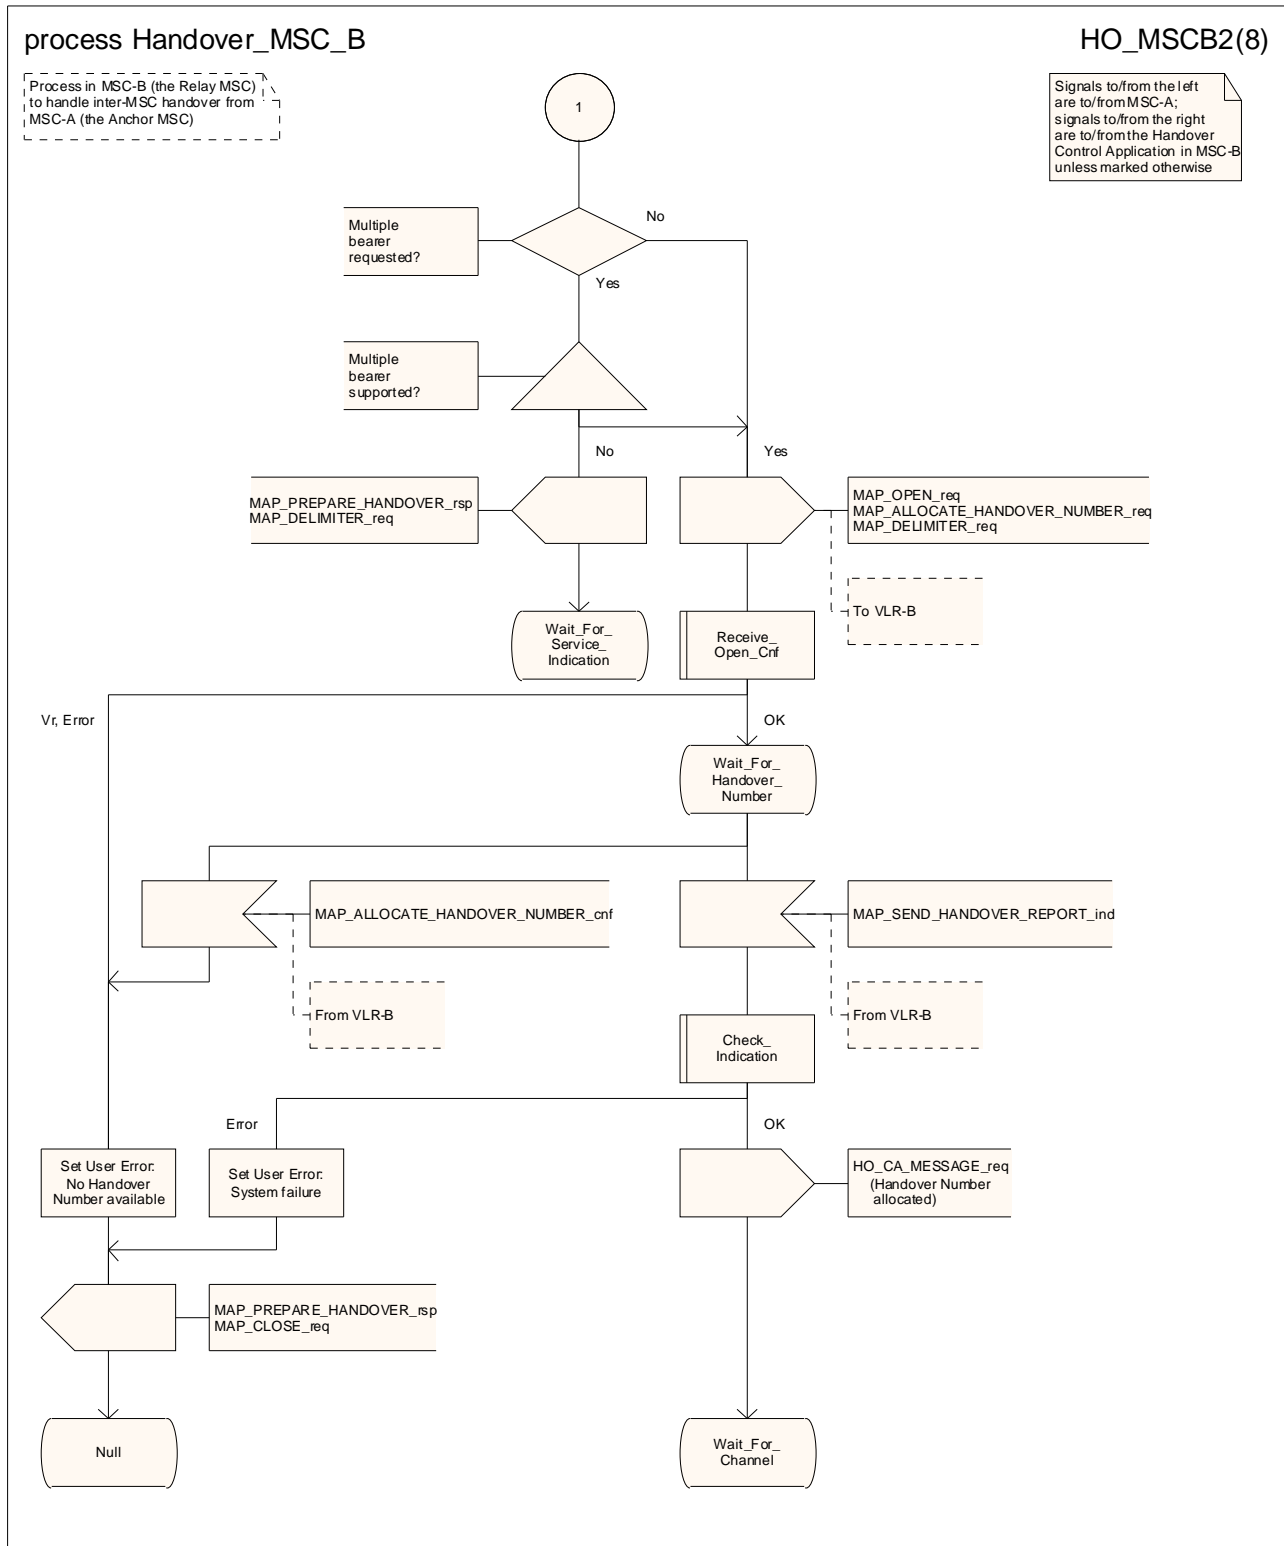 process Handover_MSC_B
HO_MSCB2(8)
Process in MSC-B (the Relay MSC)
to handle inter-MSC handover from
MSC-A (the Anchor MSC)
1
Signals to/from the left
are to/from MSC-A;
signals to/from the right
are to/from the Handover
Control Application in MSC-B
unless marked otherwise
Multiple
bearer
requested?
No
Yes
Multiple
bearer
supported?
No
Yes
MAP_PREPARE_HANDOVER_rsp
MAP_DELIMITER_req
MAP_OPEN_req
MAP_ALLOCATE_HANDOVER_NUMBER_req
MAP_DELIMITER_req
To VLR-B
Wait_For_
Service_
Indication
Receive_
Open_Cnf
Vr, Error
OK
Wait_For_
Handover_
Number
MAP_ALLOCATE_HANDOVER_NUMBER_cnf
MAP_SEND_HANDOVER_REPORT_ind
From VLR-B
From VLR-B
Check_
Indication
Error
OK
Set User Error:
No Handover
Number available
Set User Error:
System failure
HO_CA_MESSAGE_req
(Handover Number
allocated)
MAP_PREPARE_HANDOVER_rsp
MAP_CLOSE_req
Null
Wait_For_
Channel